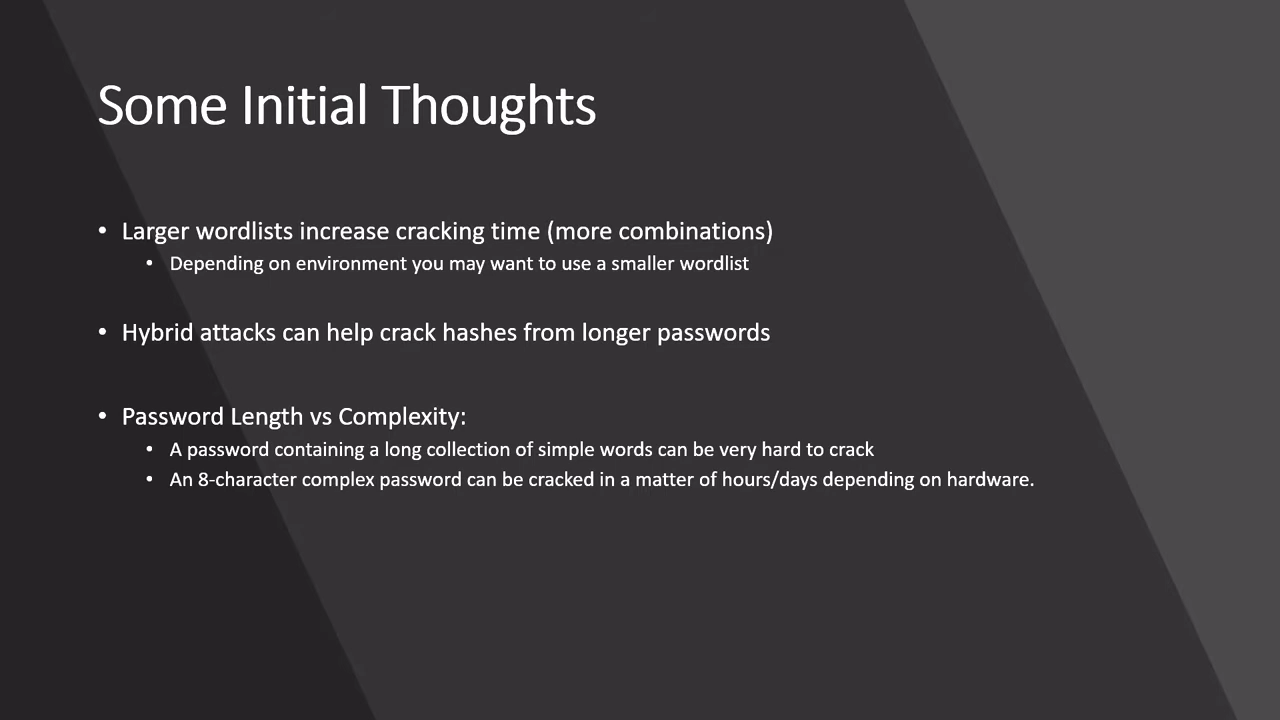 Some Initial Thoughts
• Larger wordlists increase cracking time (more combinations)
• Depending on environment you may want to use a smaller wordlist
• Hybrid attacks can help crack hashes from longer passwords
• Password Length vs Complexity:
• A password containing a long collection of simple words can be very hard to crack
• An 8-character complex password can be cracked in a matter of hours/days depending on hardware.